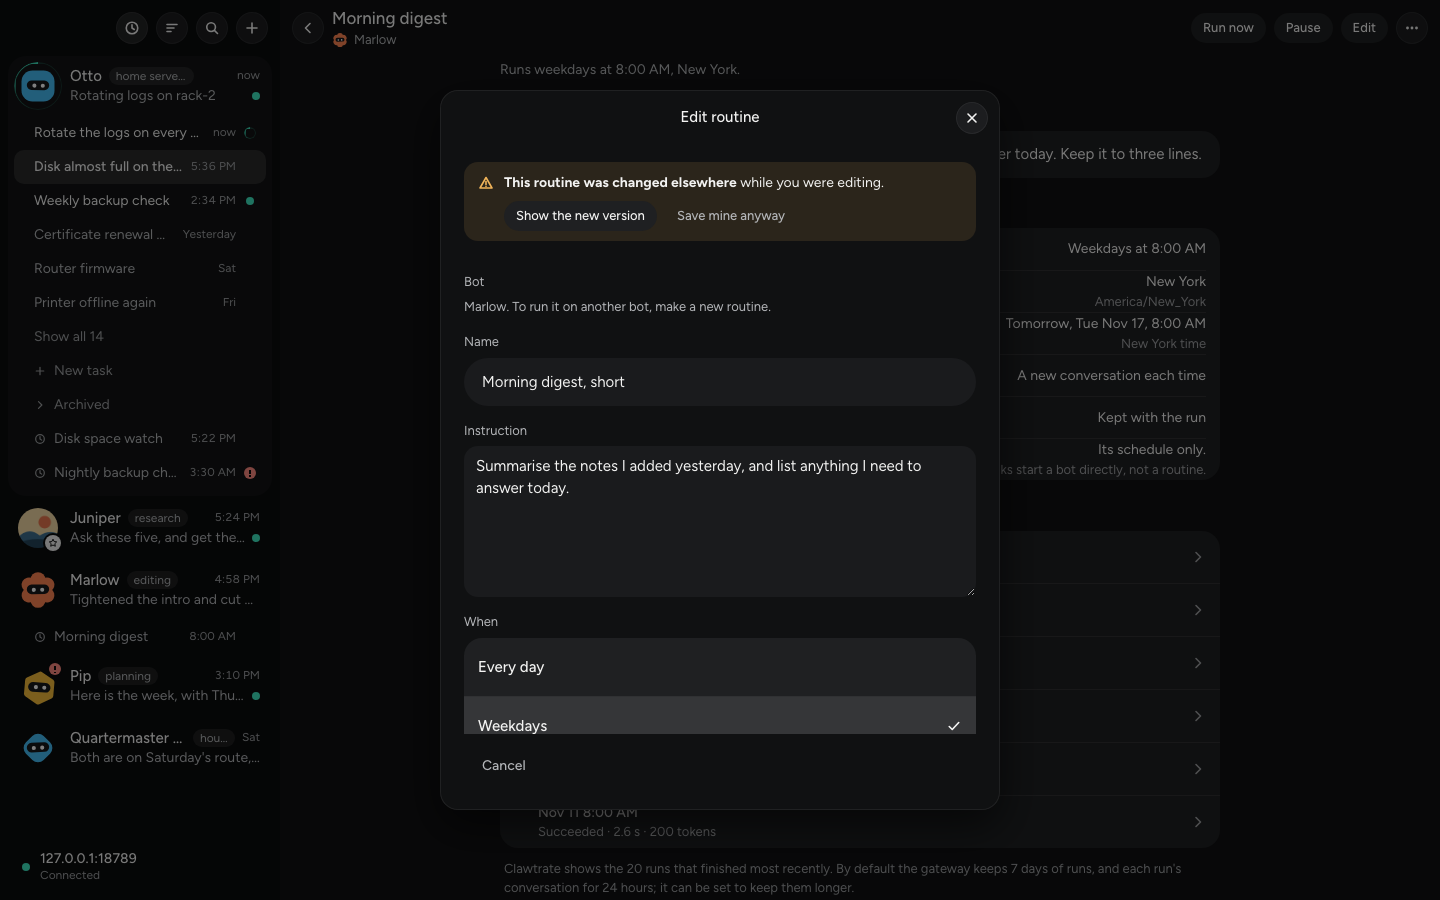 Morning digest
Marlow
Run now
Pause
Edit
Otto
home serve...
now
Rotating logs on rack-2
Rotate the logs on every ...
now
Disk almost full on the...
5:36 PM
Weekly backup check
2:34 PM
Certificate renewal ...
Yesterday
Router firmware
Sat
Printer offline again
Fri
Show all 14
New task
Archived
Disk space watch
5:22 PM
Nightly backup ch...
3:30 AM
Juniper
research
5:24 PM
Ask these five, and get the...
Marlow
editing
4:58 PM
Tightened the intro and cut ...
Morning digest
8:00 AM
Pip
planning
3:10 PM
Here is the week, with Thu...
Quartermaster ...
hou...
Sat
Both are on Saturday's route,...
127.0.0.1:18789
Connected
Runs weekdays at 8:00 AM, New York.
er today. Keep it to three lines.
Weekdays at 8:00 AM
New York
America/New_York
Tomorrow, Tue Nov 17, 8:00 AM
New York time
A new conversation each time
Kept with the run
Its schedule only.
ks start a bot directly, not a routine.
Edit routine
This routine was changed elsewhere while you were editing.
Show the new version
Save mine anyway
Bot
Marlow. To run it on another bot, make a new routine.
Name
Morning digest, short
Instruction
Summarise the notes I added yesterday, and list anything I need to
answer today.
When
Every day
Weekdays
Cancel
Nov 11 8:00 AM
Succeeded · 2.6 s · 200 tokens
Clawtrate shows the 20 runs that finished most recently. By default the gateway keeps 7 days of runs, and each run's
conversation for 24 hours; it can be set to keep them longer.